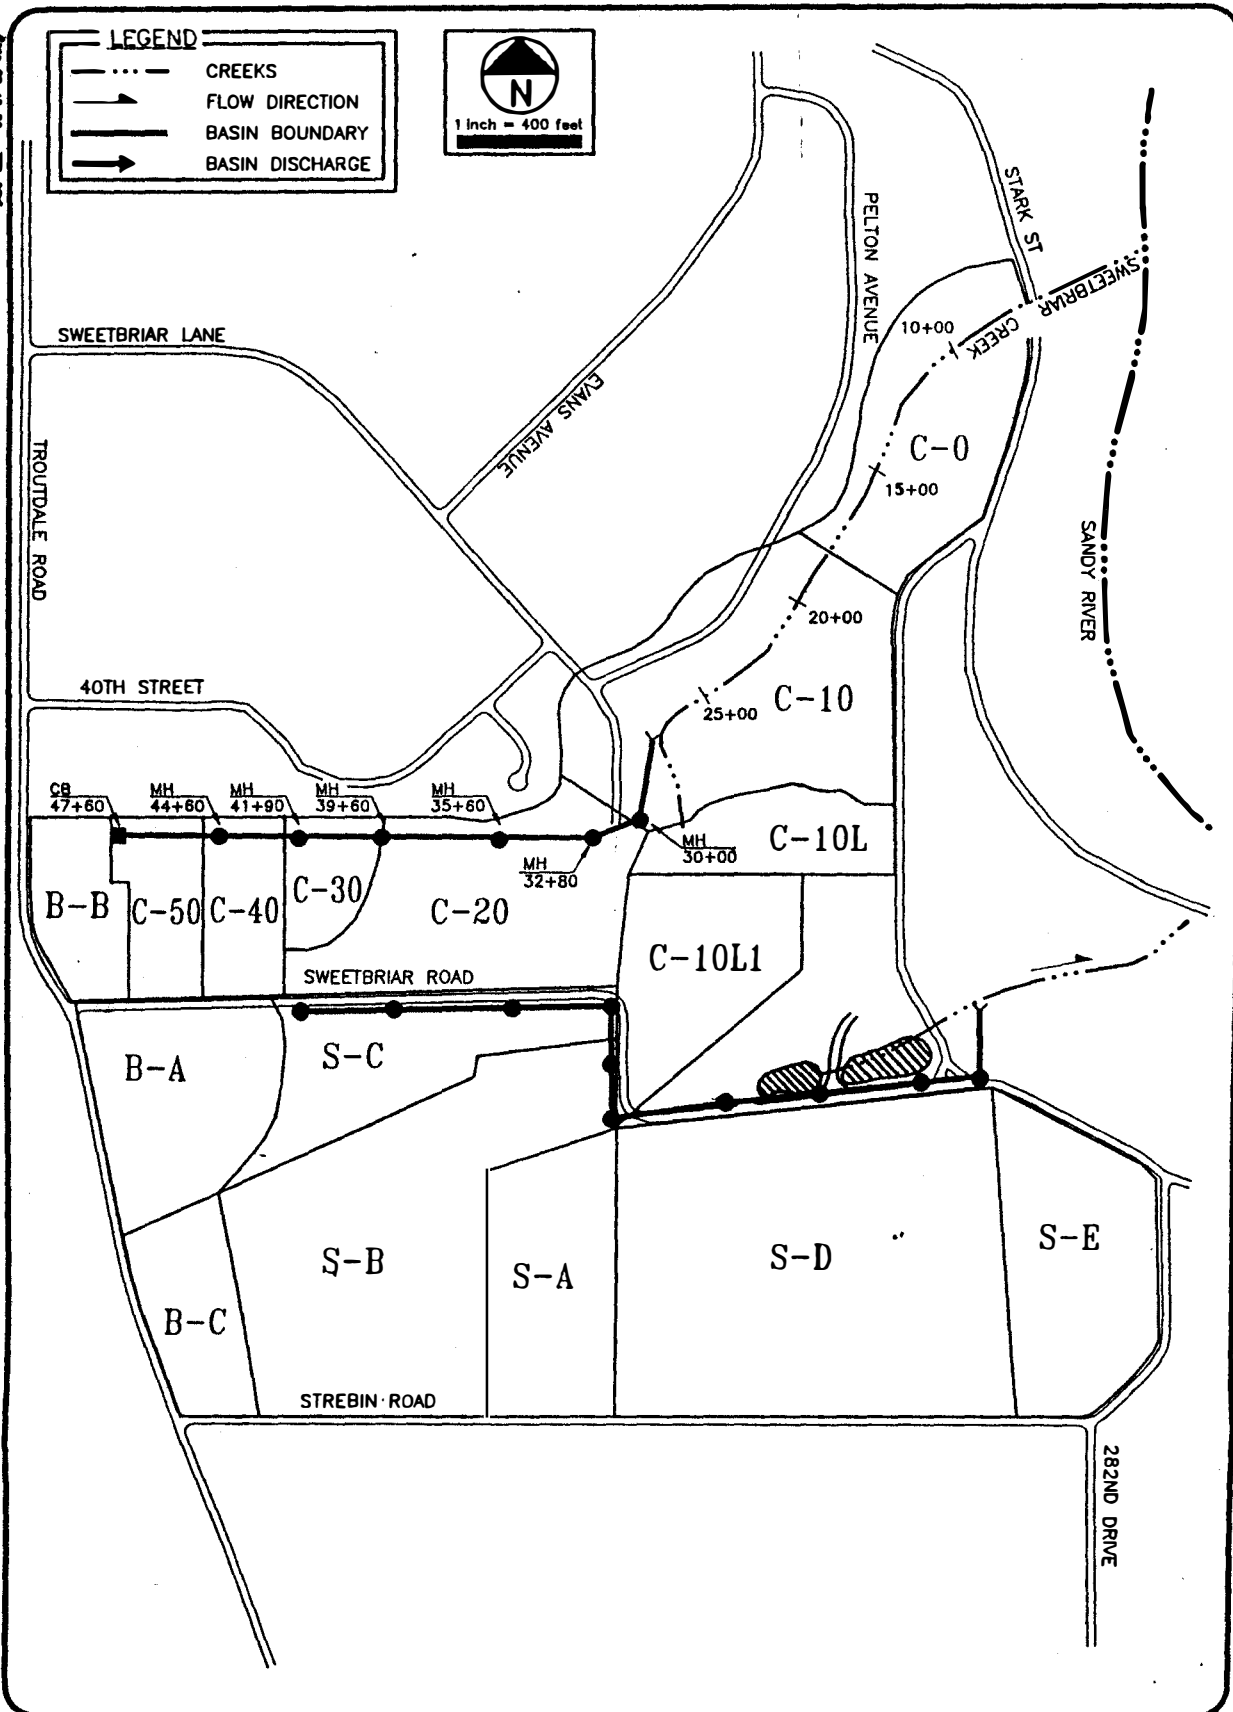 LEGEND
CREEKS
FLOW DIRECTION
BASIN BOUNDARY
BASIN DISCHARGE
N
1 inch = 400 feet
STARK ST
PELTON AVENUE
SWEETBRIAR
CREEK
10+00
SWEETBRIAR LANE
EVANS AVENUE
C-0
15+00
TROUTDALE ROAD
SANDY RIVER
20+00
40TH STREET
C-10
25+00
CB
47+60
MH
44+60
MH
41+90
MH
39+60
MH
35+60
MH
32+80
MH
30+00
C-10L
B-B
C-50
C-40
C-30
C-20
C-10L1
SWEETBRIAR ROAD
B-A
S-C
S-B
S-A
S-D
S-E
B-C
STREBIN ROAD
282ND DRIVE